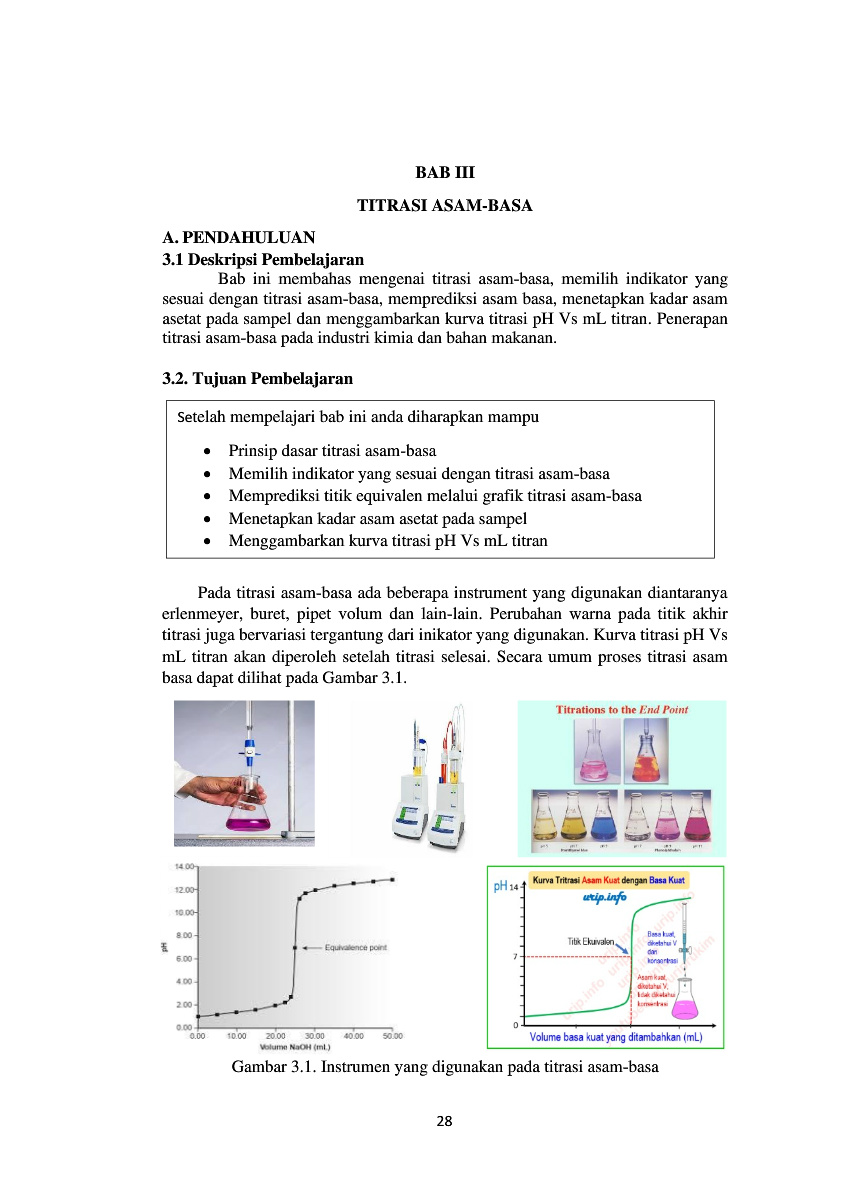 BAB III
TITRASI ASAM-BASA
A. PENDAHULUAN
3.1 Deskripsi Pembelajaran
Bab ini membahas mengenai titrasi asam-basa, memilih indikator yang
sesuai dengan titrasi asam-basa, memprediksi asam basa, menetapkan kadar asam
asetat pada sampel dan menggambarkan kurva titrasi pH Vs mL titran. Penerapan
titrasi asam-basa pada industri kimia dan bahan makanan.
3.2. Tujuan Pembelajaran
Setelah mempelajari bab ini anda diharapkan mampu
• Prinsip dasar titrasi asam-basa
• Memilih indikator yang sesuai dengan titrasi asam-basa
• Memprediksi titik equivalen melalui grafik titrasi asam-basa
• Menetapkan kadar asam asetat pada sampel
• Menggambarkan kurva titrasi pH Vs mL titran
Pada titrasi asam-basa ada beberapa instrument yang digunakan diantaranya
erlenmeyer, buret, pipet volum dan lain-lain. Perubahan warna pada titik akhir
titrasi juga bervariasi tergantung dari inikator yang digunakan. Kurva titrasi pH Vs
mL titran akan diperoleh setelah titrasi selesai. Secara umum proses titrasi asam
basa dapat dilihat pada Gambar 3.1.
Titrations to the End Point
14.00
12.00
10.00
8.00
6.00
4.00
2.00
0.00
pH
Equivalence point
0.00 10.00 20.00 30.00 40.00 50.00
Volume NaOH (mL)
Kurva Tritrasi Asam Kuat dengan Basa Kuat
urip.info
pH 14
7
0
Titik Ekuivalen
Basa kuat,
diketahui V
dan
konsentrasi
Asam kuat,
diketahui V,
tidak diketahui
konsentrasi
Volume basa kuat yang ditambahkan (mL)
Gambar 3.1. Instrumen yang digunakan pada titrasi asam-basa
28